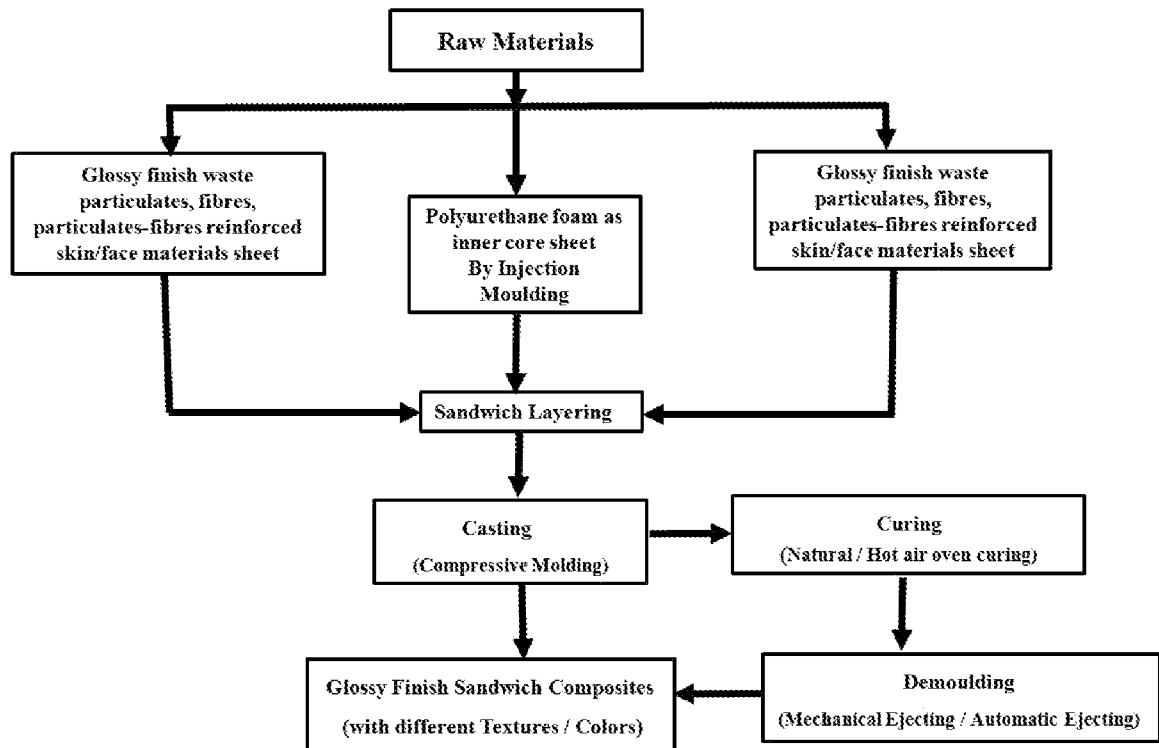 Raw Materials
Glossy finish waste
particulates, fibres,
particulates-fibres reinforced
skin/face materials sheet
Polyurethane foam as
inner core sheet
By Injection
Moulding
Glossy finish waste
particulates, fibres,
particulates-fibres reinforced
skin/face materials sheet
Sandwich Layering
Casting
(Compressive Molding)
Curing
(Natural / Hot air oven curing)
Glossy Finish Sandwich Composites
(with different Textures / Colors)
Demoulding
(Mechanical Ejecting / Automatic Ejecting)